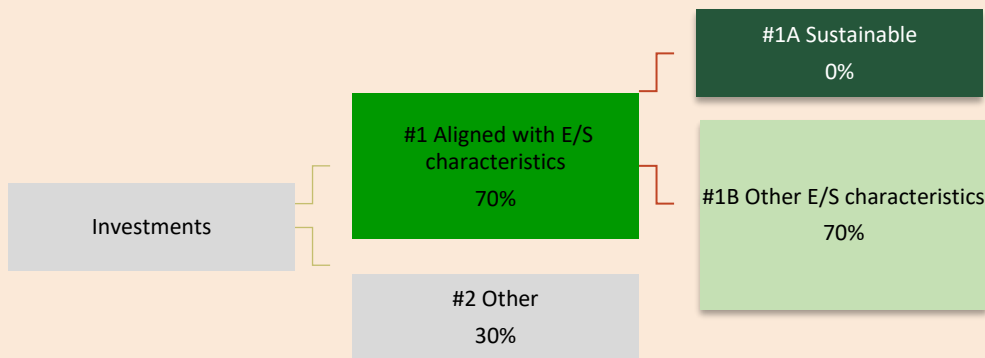 #1A Sustainable
0%
#1 Aligned with E/S
characteristics
70%
#1B Other E/S characteristics
70%
Investments
#2 Other
30%